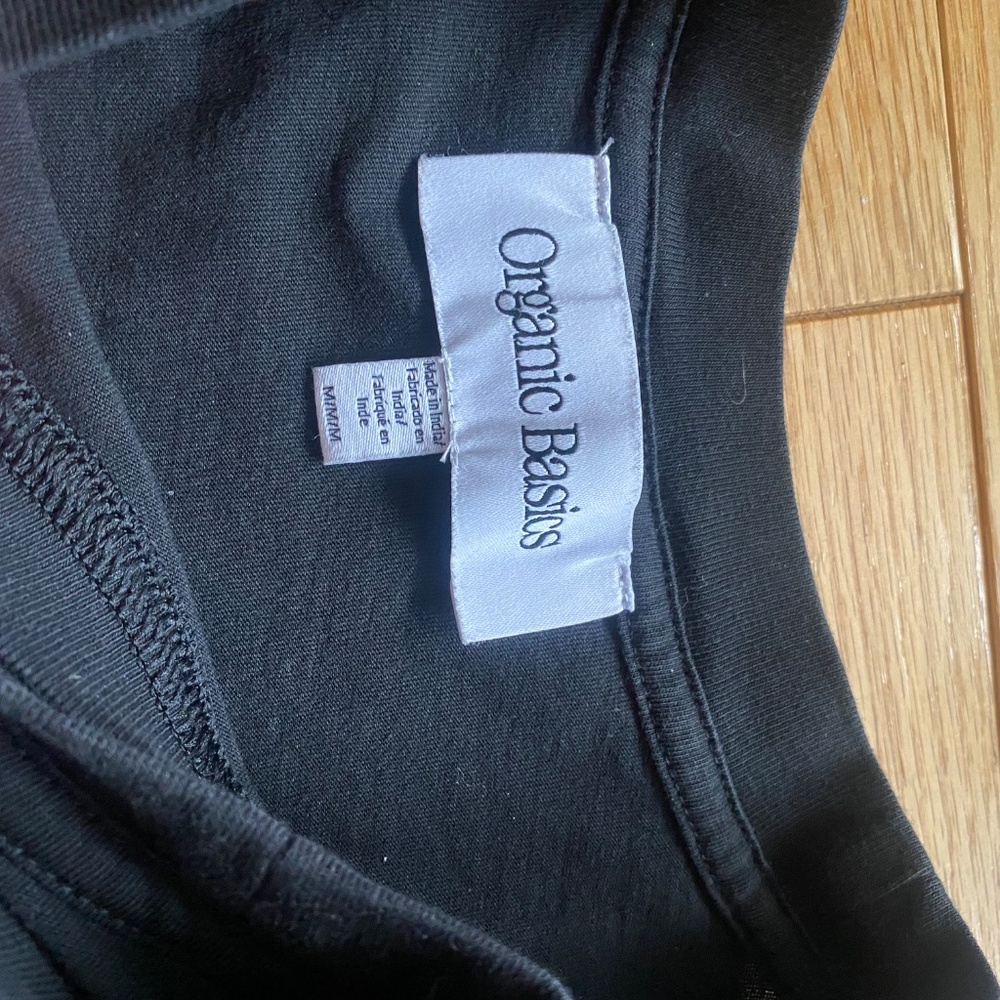 Organic Basics
Made in India/
Fabricado en
India/
Fabriqué en
Inde
M/M/M